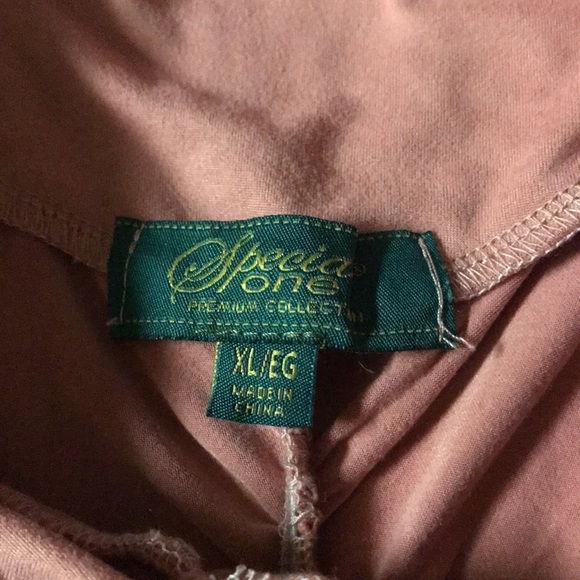 Special
one
PREMIUM COLLECTION
XL/EG
MADE IN
CHINA